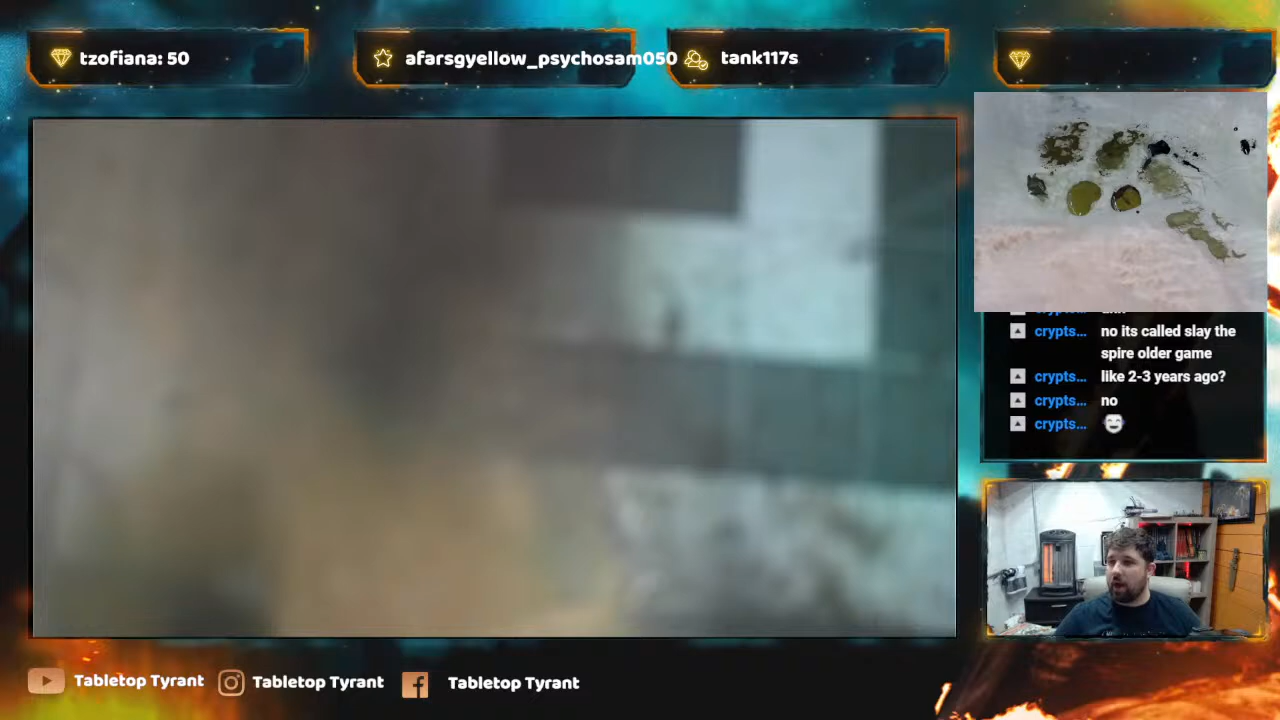 tzofiana: 50
afarsgyellow_psychosam050
tank117s
crypts... no its called slay the
spire older game
crypts... like 2-3 years ago?
crypts... no
crypts...
Tabletop Tyrant
Tabletop Tyrant
Tabletop Tyrant